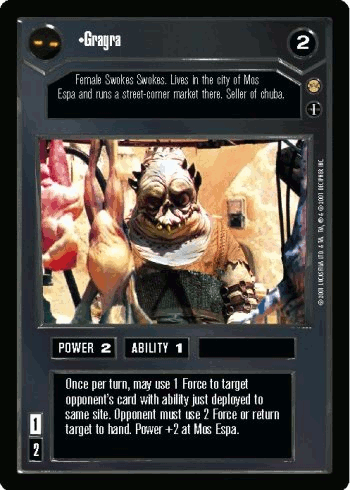 •Gragra
2
Female Swokes Swokes. Lives in the city of Mos
Espa and runs a street-corner market there. Seller of chuba.
POWER 2
ABILITY 1
Once per turn, may use 1 Force to target
opponent's card with ability just deployed to
same site. Opponent must use 2 Force or return
target to hand. Power +2 at Mos Espa.
1
2